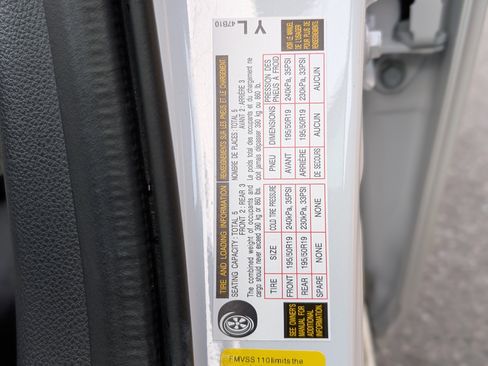 TIRE AND LOADING INFORMATION
SEATING CAPACITY : TOTAL 5 FRONT 2 : REAR 3
The combined weight of occupants and
cargo should never exceed 390 kg or 860 lbs.
TIRE SIZE COLD TIRE PRESSURE
FRONT 195/50R19 240kPa, 35PSI
REAR 195/50R19 230kPa, 33PSI
SPARE NONE NONE
SEE OWNER'S
MANUAL FOR
ADDITIONAL
INFORMATION
RENSEIGNEMENTS SUR LES PNEUS ET LE CHARGEMENT
NOMBRE DE PLACES : TOTAL 5
AVANT 2 : ARRIÈRE 3
Le poids total des occupants et du chargement ne
doit jamais dépasser 390 kg ou 860 lb.
PNEU DIMENSIONS PRESSION DES
PNEUS À FROID
AVANT 195/50R19 240kPa, 35PSI
ARRIÈRE 195/50R19 230kPa, 33PSI
DE SECOURS AUCUN AUCUN
VOIR LE MANUEL
DE L'USAGER
POUR PLUS DE
RENSEIGNEMENTS
YL
47B10
FMVSS 110 limits the